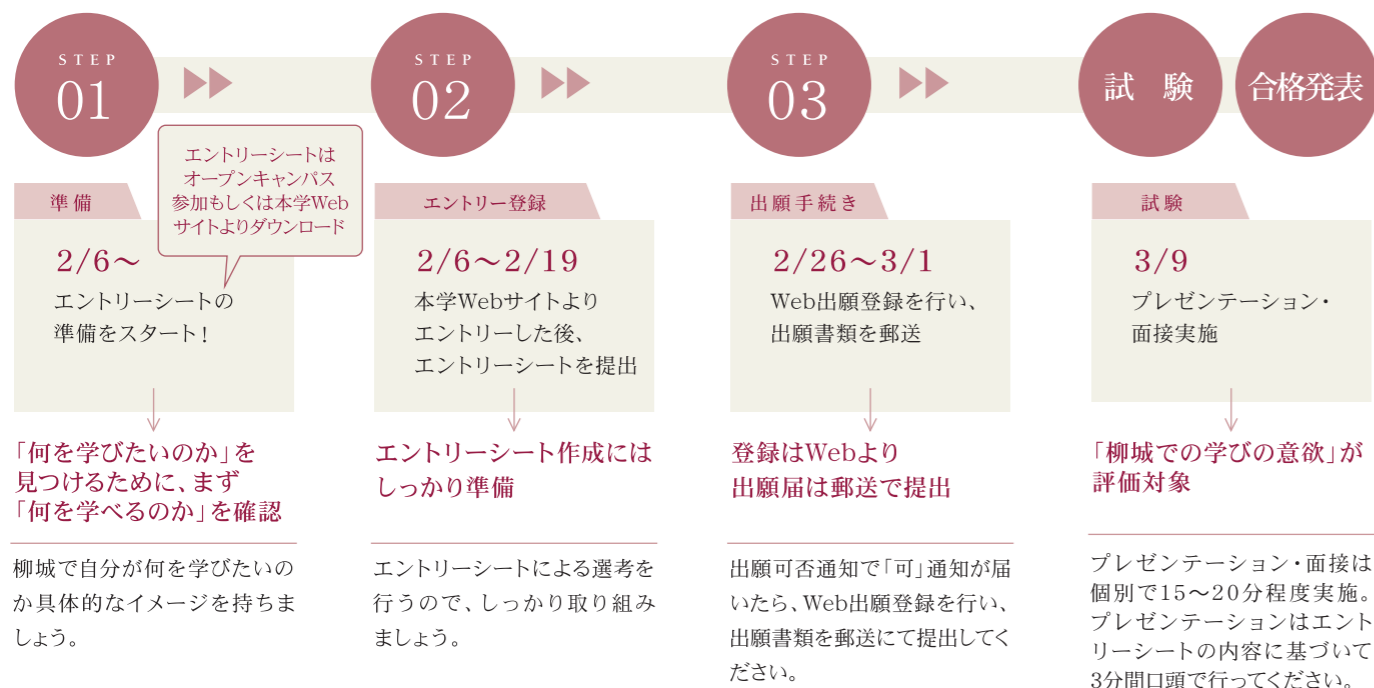 STEP
01
STEP
02
STEP
03
試 験
合格発表
エントリーシートは
オープンキャンパス
参加もしくは本学Web
サイトよりダウンロード
準備
2/6〜
エントリーシートの
準備をスタート!
「何を学びたいのか」を
見つけるために、まず
「何を学べるのか」を確認
柳城で自分が何を学びたいの
か具体的なイメージを持ちま
しょう。
エントリー登録
2/6〜2/19
本学Webサイトより
エントリーした後、
エントリーシートを提出
エントリーシート作成には
しっかり準備
エントリーシートによる選考を
行うので、しっかり取り組み
ましょう。
出願手続き
2/26〜3/1
Web出願登録を行い、
出願書類を郵送
登録はWebより
出願届は郵送で提出
出願可否通知で「可」通知が届
いたら、Web出願登録を行い、
出願書類を郵送にて提出してく
ださい。
試験
3/9
プレゼンテーション・
面接実施
「柳城での学びの意欲」が
評価対象
プレゼンテーション・面接は
個別で15〜20分程度実施。
プレゼンテーションはエント
リーシートの内容に基づいて
3分間口頭で行ってください。